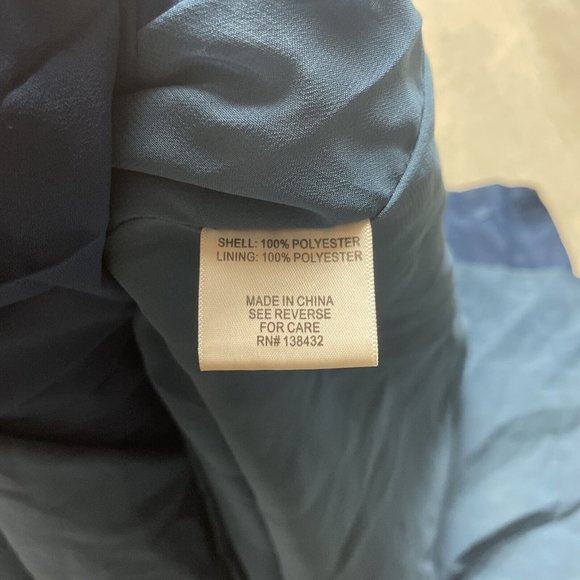 SHELL: 100% POLYESTER
LINING: 100% POLYESTER
MADE IN CHINA
SEE REVERSE
FOR CARE
RN# 138432